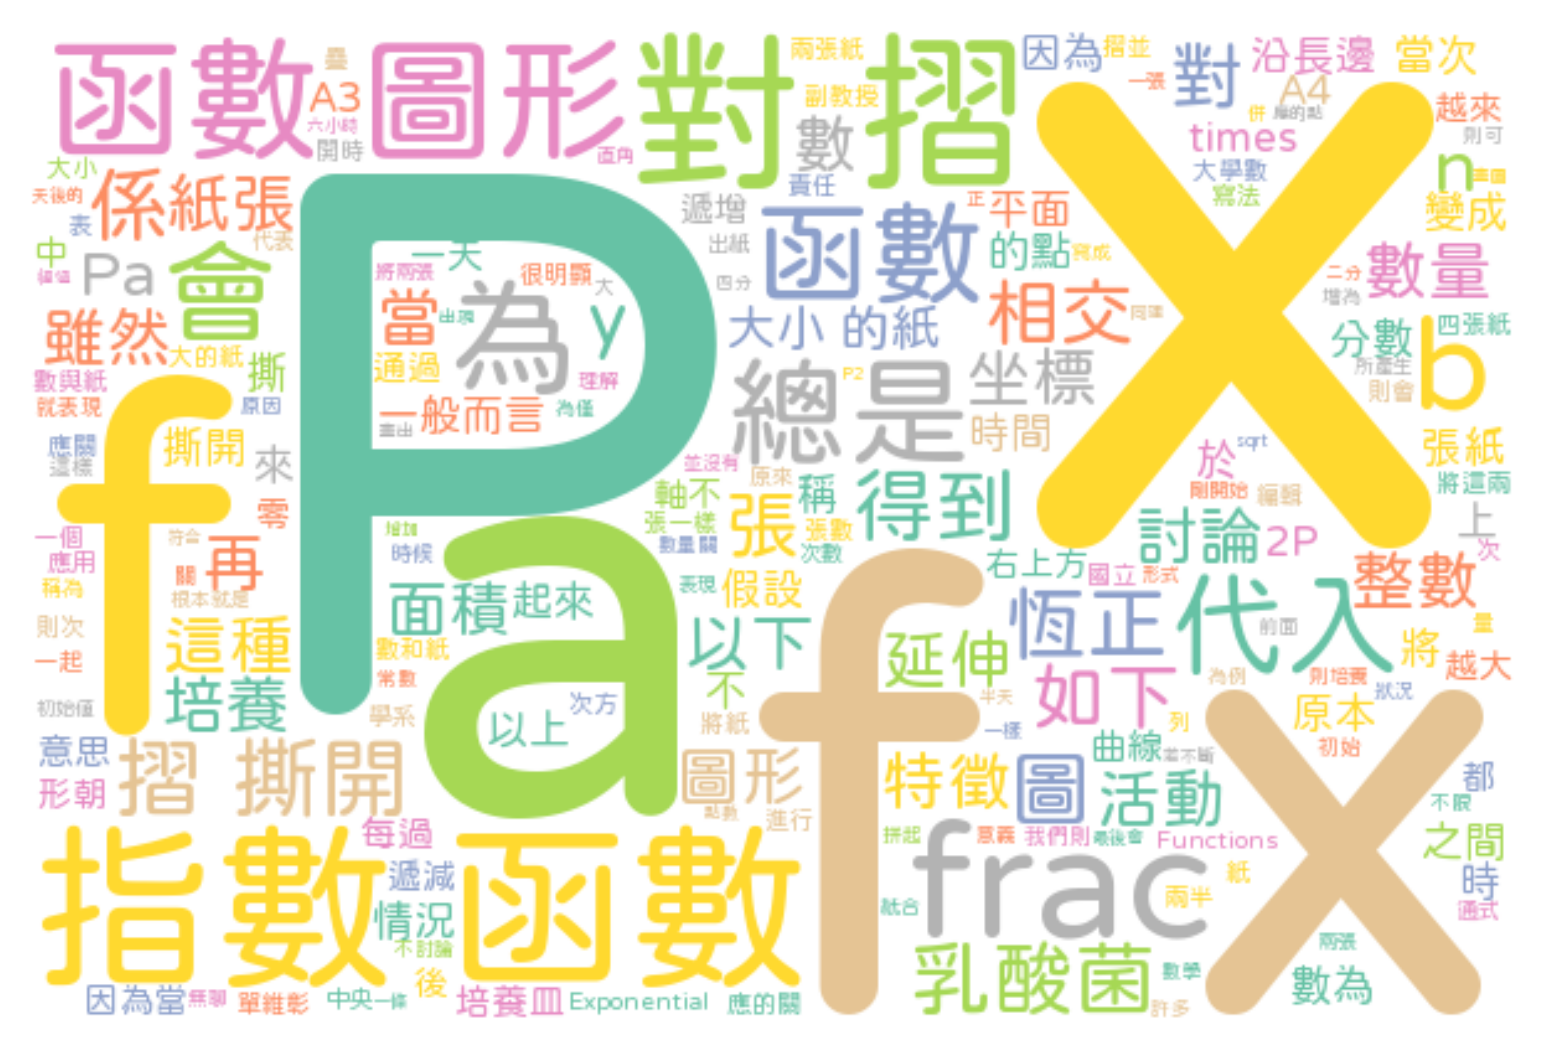 函數圖形
對摺
X
P
f
a
f
x
疊
A3
六小時
開時
直角
兩張紙
副教授
數
責任
因為
摺並
一張
對
沿長邊
A4
當次
越來
則可
併
times
大學數
寫法
n
變成
大小
天後的
係紙張
表
代表
中
Pa
會
雖然
大的紙
數與紙
就表現
撕
原因
應關
這樣
撕開
來
零
一個
應用
稱為
符合
關
再
根本就是
則次
一起
這種
培養
初始值
意思
形朝
摺 撕開
一天
將兩張
很明顯
當
出現
為
大
y
通過
理解
一般而言
為僅
畫出
遞增
出紙
四分
函數
正
平面
的點
寫成
相交
同樣
大小 的紙
總是
P2
坐標
時間
數量
二分
增為
分數
四張紙
b
所產生
則會
張紙
將這兩
並沒有
原來
軸不
張一樣
數量關
張
稱
張數
次數
得到
於
sqrt
剛開始
編輯
上
次
討論
2P
增加
時候
面積
起來
數和紙
常數
學系
次方
以上
表現
假設
以下
不
將紙
右上方
國立
形式
恆正
代入
前面
整數
延伸
半天
一樣
如下
列
為例
則培養
狀況
將
量
越大
原本
初始
圖形
點數
進行
特徵
圖
曲線
若不斷
活動
都
不限
之間
時
通式
拼起
意義
我們則
最後會
Functions
frac
紙
兩半
結合
指數
函數
每過
遞減
情況
不討論
後
因為當
無聊
單維彰
中央一條
培養皿
Exponential
應的關
乳酸菌
數學
許多
兩張
數為